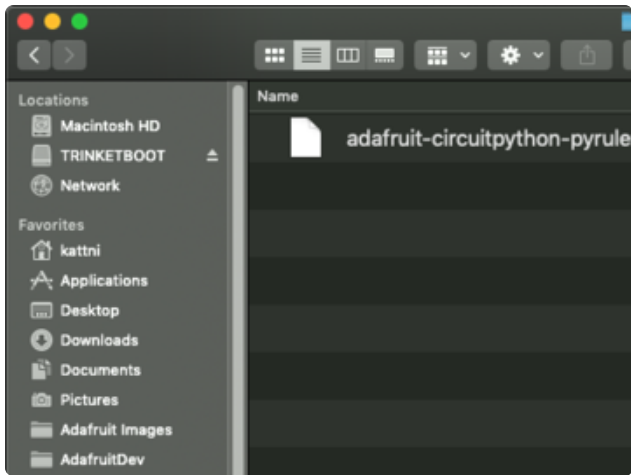 Locations
Macintosh HD
TRINKETBOOT
Network
Favorites
kattni
Applications
Desktop
Downloads
Documents
Pictures
Adafruit Images
AdafruitDev
Name
adafruit-circuitpython-pyrule